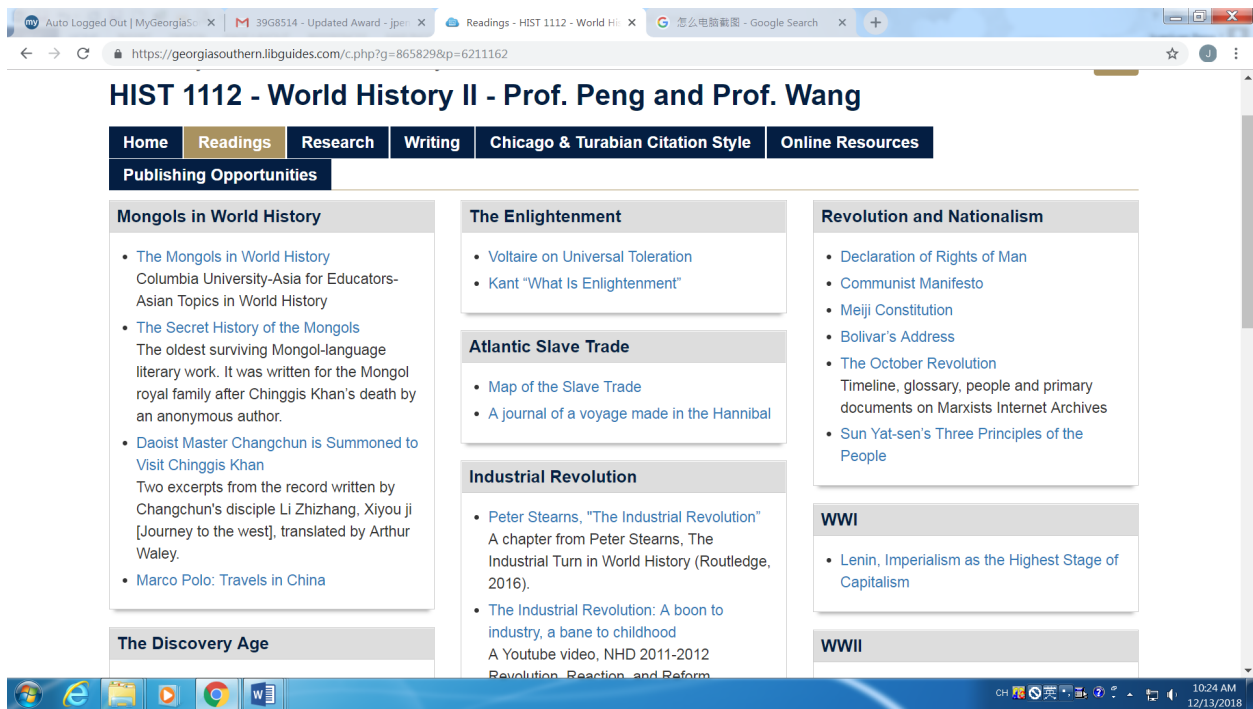 Auto Logged Out | MyGeorgiaSo
39G8514 - Updated Award - jpen
Readings - HIST 1112 - World His
怎么电脑截图 - Google Search
https://georgiasouthern.libguides.com/c.php?g=865829&p=6211162
HIST 1112 - World History II - Prof. Peng and Prof. Wang
Home Readings Research Writing Chicago & Turabian Citation Style Online Resources
Publishing Opportunities
Mongols in World History
The Mongols in World History
Columbia University-Asia for Educators-
Asian Topics in World History
The Secret History of the Mongols
The oldest surviving Mongol-language
literary work. It was written for the Mongol
royal family after Chinggis Khan's death by
an anonymous author.
Daoist Master Changchun is Summoned to
Visit Chinggis Khan
Two excerpts from the record written by
Changchun's disciple Li Zhizhang, Xiyou ji
[Journey to the west], translated by Arthur
Waley.
Marco Polo: Travels in China
The Discovery Age
The Enlightenment
Voltaire on Universal Toleration
Kant “What Is Enlightenment”
Atlantic Slave Trade
Map of the Slave Trade
A journal of a voyage made in the Hannibal
Industrial Revolution
Peter Stearns, "The Industrial Revolution”
A chapter from Peter Stearns, The
Industrial Turn in World History (Routledge,
2016).
The Industrial Revolution: A boon to
industry, a bane to childhood
A Youtube video, NHD 2011-2012
Revolution, Reaction, and Reform
Revolution and Nationalism
Declaration of Rights of Man
Communist Manifesto
Meiji Constitution
Bolivar’s Address
The October Revolution
Timeline, glossary, people and primary
documents on Marxists Internet Archives
Sun Yat-sen’s Three Principles of the
People
WWI
Lenin, Imperialism as the Highest Stage of
Capitalism
WWII
CH 英
10:24 AM
12/13/2018